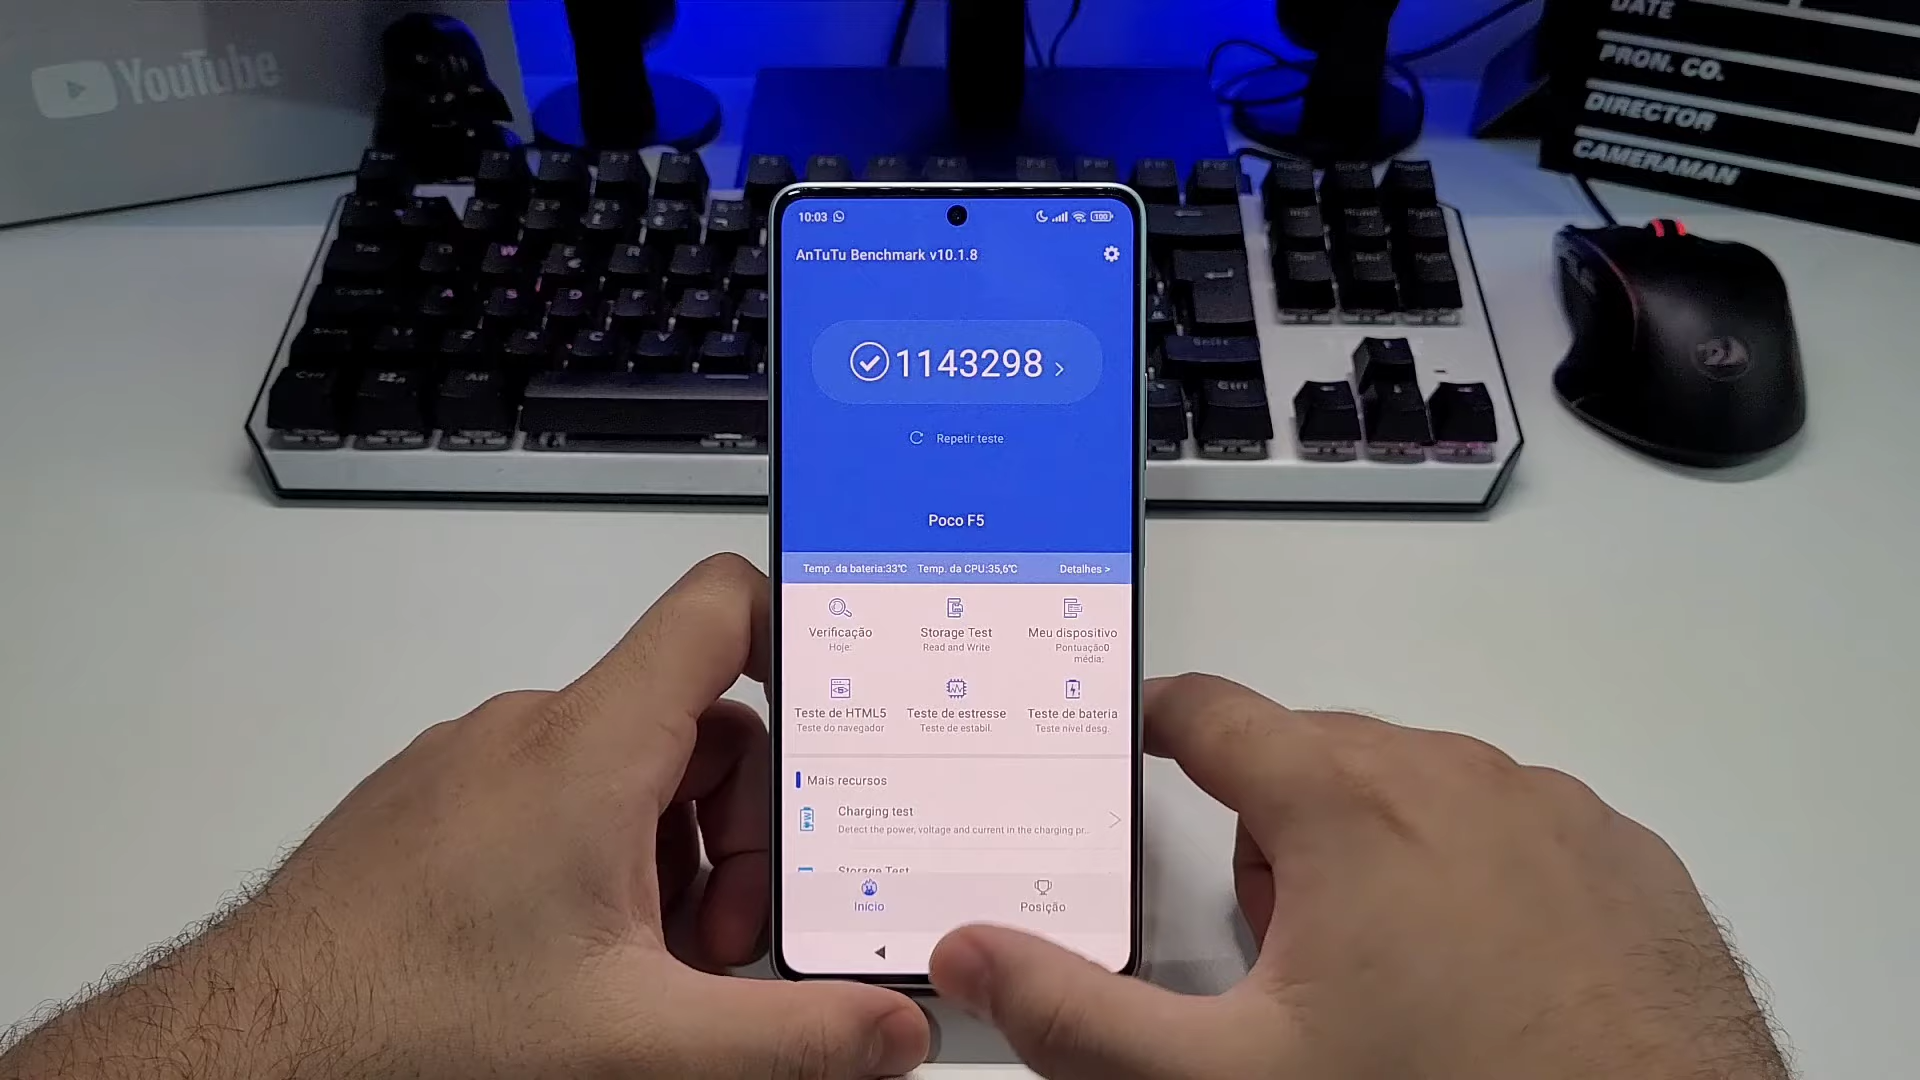 YouTube
DATE
PRON. CO.
DIRECTOR
CAMERAMAN
10:03
100
AnTuTu Benchmark v10.1.8
1143298 >
Repetir teste
Poco F5
Temp. da bateria:33℃ Temp. da CPU:35,6℃ Detalhes >
Verificação
Hoje:
Storage Test
Read and Write
Meu dispositivo
Pontuação0
média:
Teste de HTML5
Teste do navegador
Teste de estresse
Teste de estabil.
Teste de bateria
Teste nível desg.
Mais recursos
Charging test
Detect the power, voltage and current in the charging pr...
Storage Test
Início
Posição